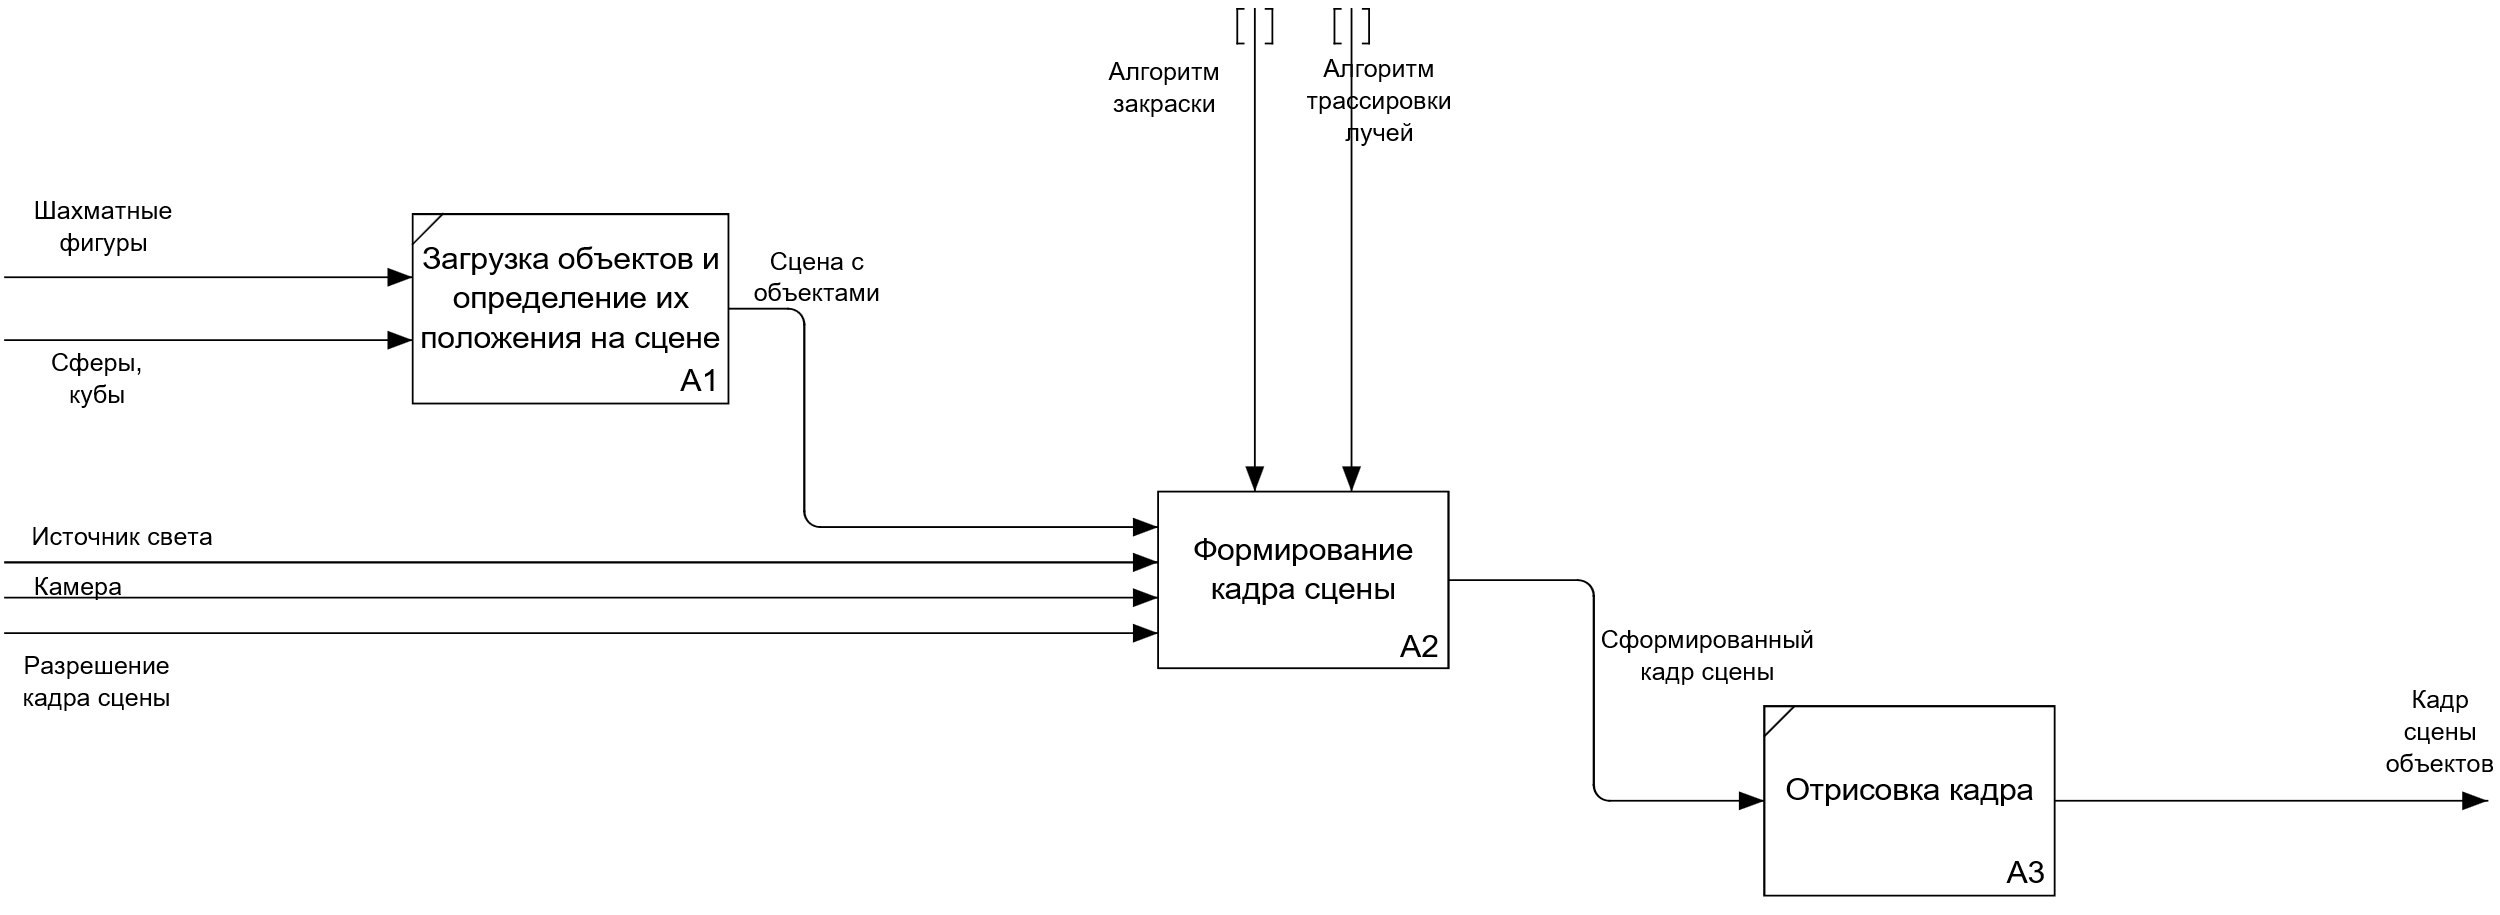 Алгоритм
закраски
Алгоритм
трассировки
лучей
Шахматные
фигуры
Сферы,
кубы
Загрузка объектов и
определение их
положения на сцене
A1
Сцена с
объектами
Источник света
Камера
Разрешение
кадра сцены
Формирование
кадра сцены
A2
Сформированный
кадр сцены
Отрисовка кадра
A3
Кадр
сцены
объектов